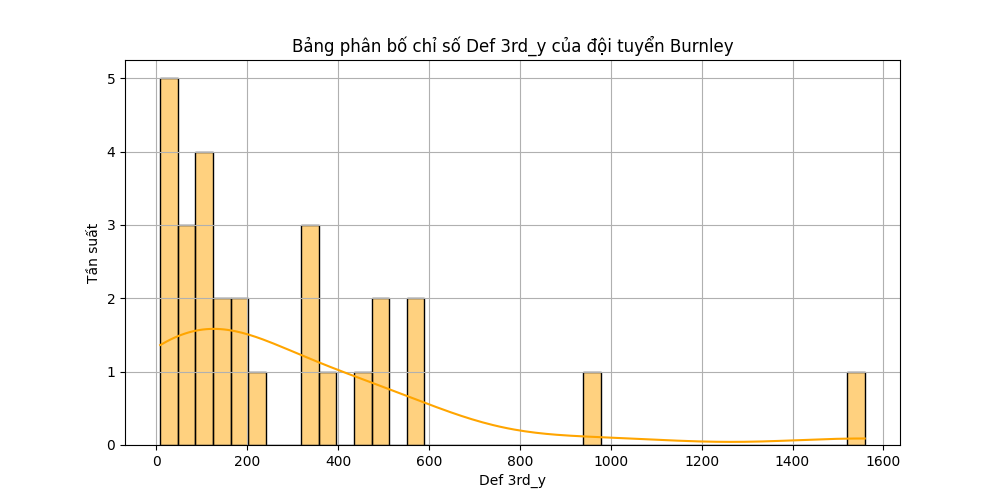 Bảng phân bố chỉ số Def 3rd_y của đội tuyển Burnley
5
4
3
2
1
0
Tần suất
0 200 400 600 800 1000 1200 1400 1600
Def 3rd_y